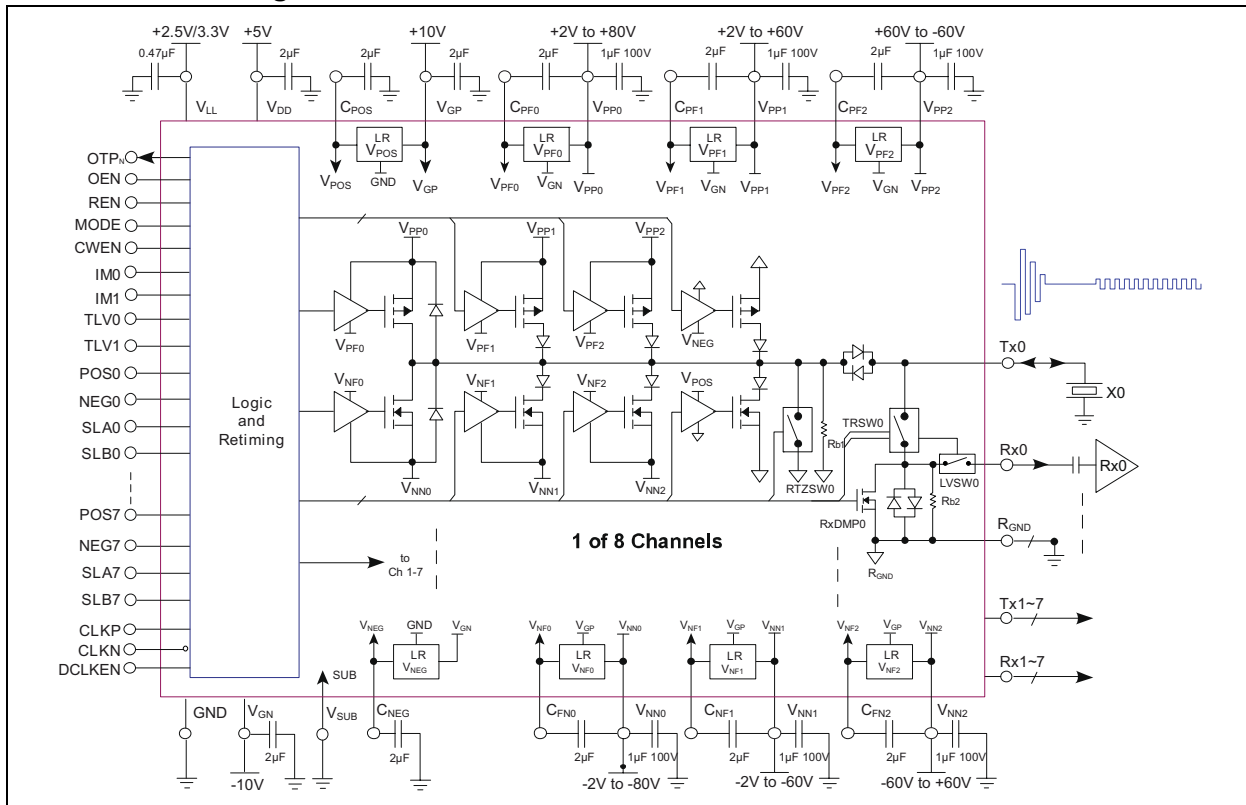 +2.5V/3.3V +5V +10V +2V to +80V +2V to +60V +60V to -60V
0.47µF 2µF 2µF 2µF 2µF 1µF 100V 2µF 1µF 100V 2µF 1µF 100V
VLL VDD CPOS VGP CPF0 VPP0 CPF1 VPP1 CPF2 VPP2
LR VPOS LR VPF0 LR VPF1 LR VPF2
VPOS GND VGP VPF0 VGN VPP0 VPF1 VGN VPP1 VPF2 VGN VPP2
OTPN
OEN
REN
MODE
CWEN
IM0
IM1
TLV0
TLV1
POS0
NEG0
SLA0
SLB0
POS7
NEG7
SLA7
SLB7
CLKP
CLKN
DCLKEN
Logic
and
Retiming
VPP0 VPP1 VPP2
VPF0 VPF1 VPF2 VNEG
VNF0 VNF1 VNF2 VPOS
VNN0 VNN1 VNN2
Rb1
RTZSW0
TRSW0
LVSW0
Rb2
RxDMP0
RGND
Tx0
X0
Rx0
Rx0
RGND
Tx1~7
Rx1~7
1 of 8 Channels
to
Ch 1-7
VNEG GND VGN VNF0 VGP VNN0 VNF1 VGP VNN1 VNF2 VGP VNN2
LR VNEG LR VNF0 LR VNF1 LR VNF2
SUB
GND VGN VSUB CNEG CFN0 VNN0 CNF1 VNN1 CFN2 VNN2
2µF 2µF 2µF 1µF 100V 2µF 1µF 100V 2µF 1µF 100V
-10V -2V to -80V -2V to -60V -60V to +60V